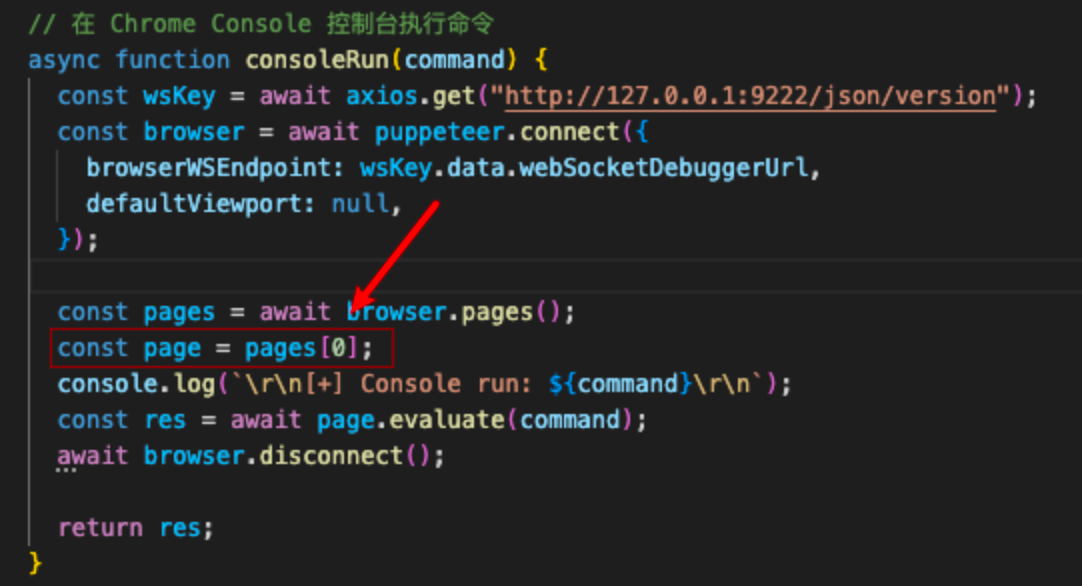 // 在 Chrome Console 控制台执行命令
async function consoleRun(command) {
const wsKey = await axios.get("http://127.0.0.1:9222/json/version");
const browser = await puppeteer.connect({
browserWSEndpoint: wsKey.data.webSocketDebuggerUrl,
defaultViewport: null,
});
const pages = await browser.pages();
const page = pages[0];
console.log(`\r\n[+] Console run: ${command}\r\n`);
const res = await page.evaluate(command);
await browser.disconnect();
return res;
}